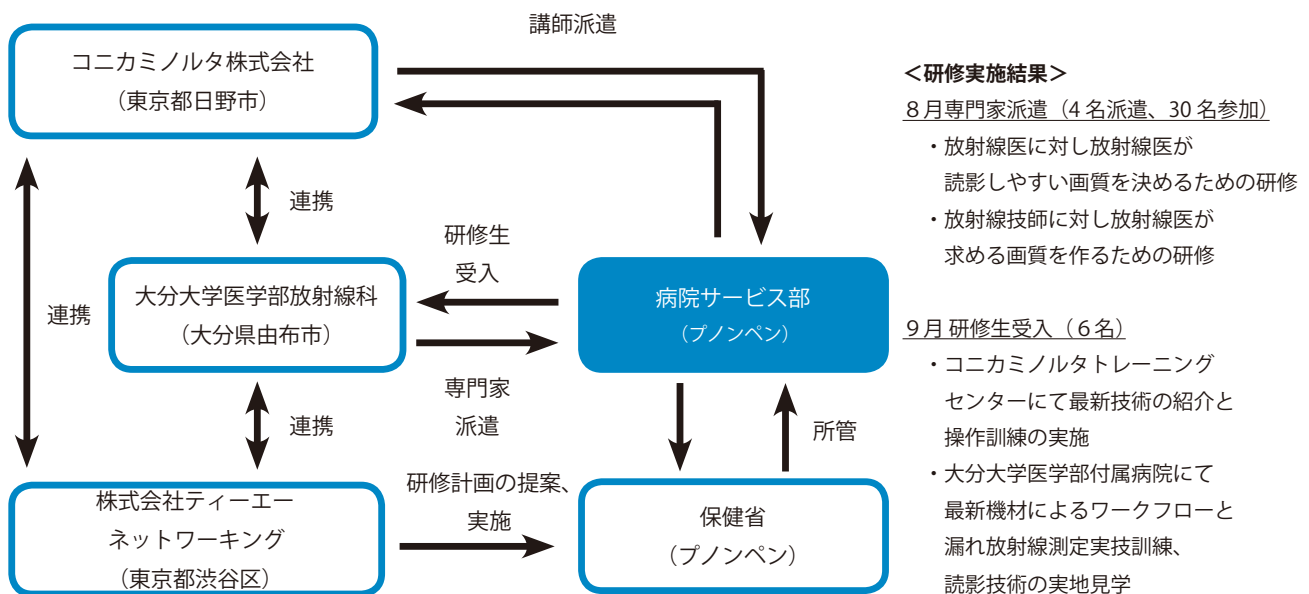 講師派遣
コニカミノルタ株式会社
（東京都日野市）
連携
連携
大分大学医学部放射線科
（大分県由布市）
研修生
受入
専門家
派遣
病院サービス部
（プノンペン）
連携
所管
株式会社ティーエー
ネットワーキング
（東京都渋谷区）
研修計画の提案、
実施
保健省
（プノンペン）
＜研修実施結果＞
８月専門家派遣（4 名派遣、30 名参加）
・放射線医に対し放射線医が
読影しやすい画質を決めるための研修
・放射線技師に対し放射線医が
求める画質を作るための研修
９月 研修生受入（６名）
・コニカミノルタトレーニング
センターにて最新技術の紹介と
操作訓練の実施
・大分大学医学部付属病院にて
最新機材によるワークフローと
漏れ放射線測定実技訓練、
読影技術の実地見学